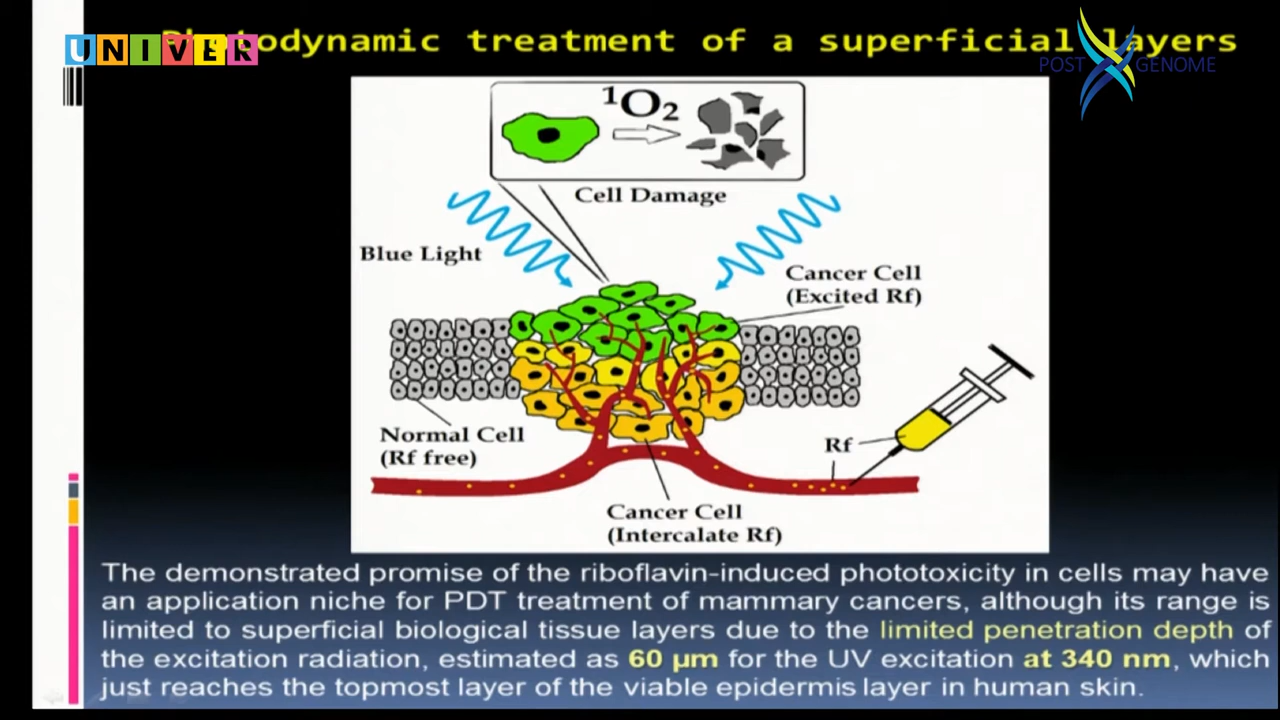 UNIVER
odynamic treatment of a superficial layers
POST GENOME
¹O₂
Cell Damage
Blue Light
Cancer Cell
(Excited Rf)
Normal Cell
(Rf free)
Rf
Cancer Cell
(Intercalate Rf)
The demonstrated promise of the riboflavin-induced phototoxicity in cells may have
an application niche for PDT treatment of mammary cancers, although its range is
limited to superficial biological tissue layers due to the limited penetration depth of
the excitation radiation, estimated as 60 µm for the UV excitation at 340 nm, which
just reaches the topmost layer of the viable epidermis layer in human skin.